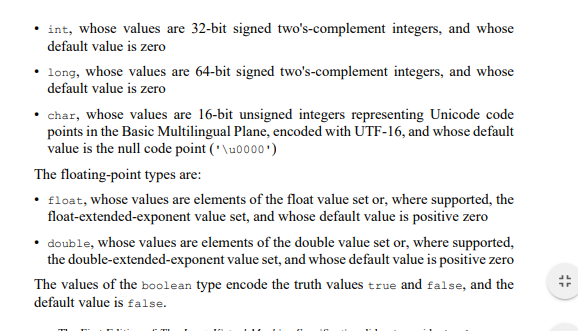 • int, whose values are 32-bit signed two's-complement integers, and whose
default value is zero
• long, whose values are 64-bit signed two's-complement integers, and whose
default value is zero
• char, whose values are 16-bit unsigned integers representing Unicode code
points in the Basic Multilingual Plane, encoded with UTF-16, and whose default
value is the null code point ('\u0000')
The floating-point types are:
• float, whose values are elements of the float value set or, where supported, the
float-extended-exponent value set, and whose default value is positive zero
• double, whose values are elements of the double value set or, where supported,
the double-extended-exponent value set, and whose default value is positive zero
The values of the boolean type encode the truth values true and false, and the
default value is false.